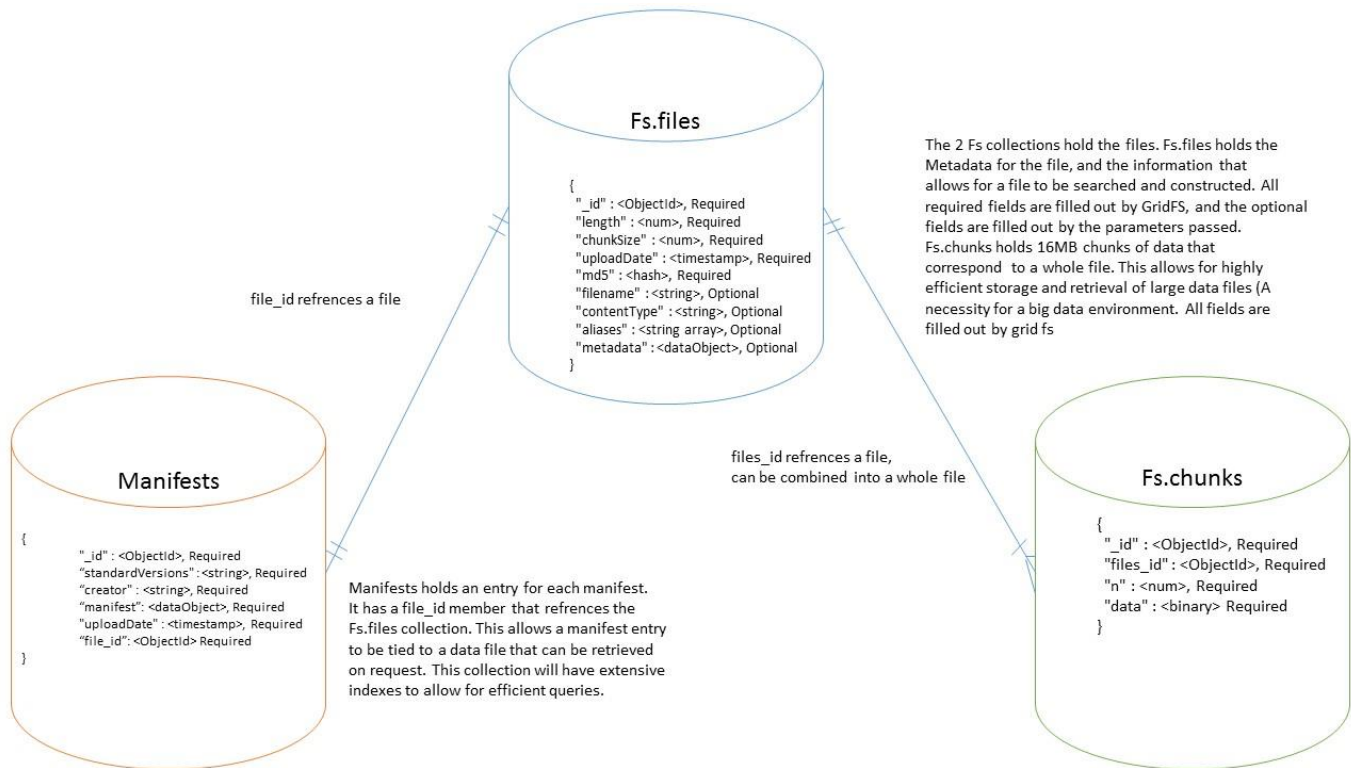 Fs.files
{
"_id" : <ObjectId>, Required
"length" : <num>, Required
"chunkSize" : <num>, Required
"uploadDate" : <timestamp>, Required
"md5" : <hash>, Required
"filename" : <string>, Optional
"contentType" : <string>, Optional
"aliases" : <string array>, Optional
"metadata" : <dataObject>, Optional
}
The 2 Fs collections hold the files. Fs.files holds the
Metadata for the file, and the information that
allows for a file to be searched and constructed. All
required fields are filled out by GridFS, and the optional
fields are filled out by the parameters passed.
Fs.chunks holds 16MB chunks of data that
correspond to a whole file. This allows for highly
efficient storage and retrieval of large data files (A
necessity for a big data environment. All fields are
filled out by grid fs
file_id refrences a file
Manifests
{
"_id" : <ObjectId>, Required
“standardVersions" : <string>, Required
“creator" : <string>, Required
“manifest”: <dataObject>, Required
"uploadDate" : <timestamp>, Required
“file_id”: <ObjectId> Required
}
Manifests holds an entry for each manifest.
It has a file_id member that refrences the
Fs.files collection. This allows a manifest entry
to be tied to a data file that can be retrieved
on request. This collection will have extensive
indexes to allow for efficient queries.
files_id refrences a file,
can be combined into a whole file
Fs.chunks
{
"_id" : <ObjectId>, Required
"files_id" : <ObjectId>, Required
"n" : <num>, Required
"data" : <binary> Required
}